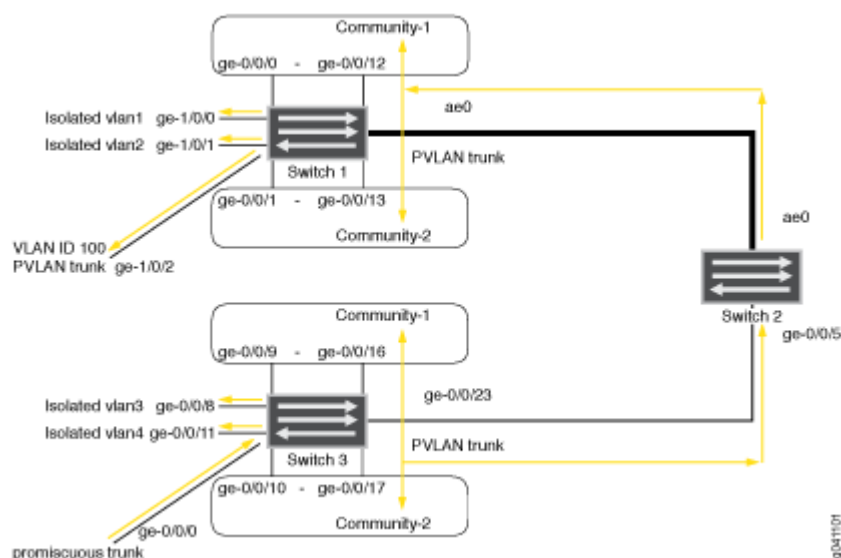 Community-1
ge-0/0/0 - ge-0/0/12
Isolated vlan1 ge-1/0/0
Isolated vlan2 ge-1/0/1
ae0
Switch 1
PVLAN trunk
ge-0/0/1 - ge-0/0/13
Community-2
VLAN ID 100
PVLAN trunk ge-1/0/2
ae0
Switch 2
ge-0/0/5
Community-1
ge-0/0/9 - ge-0/0/16
Isolated vlan3 ge-0/0/8
Isolated vlan4 ge-0/0/11
ge-0/0/23
Switch 3
PVLAN trunk
ge-0/0/10 - ge-0/0/17
Community-2
ge-0/0/0
promiscuous trunk
g041101